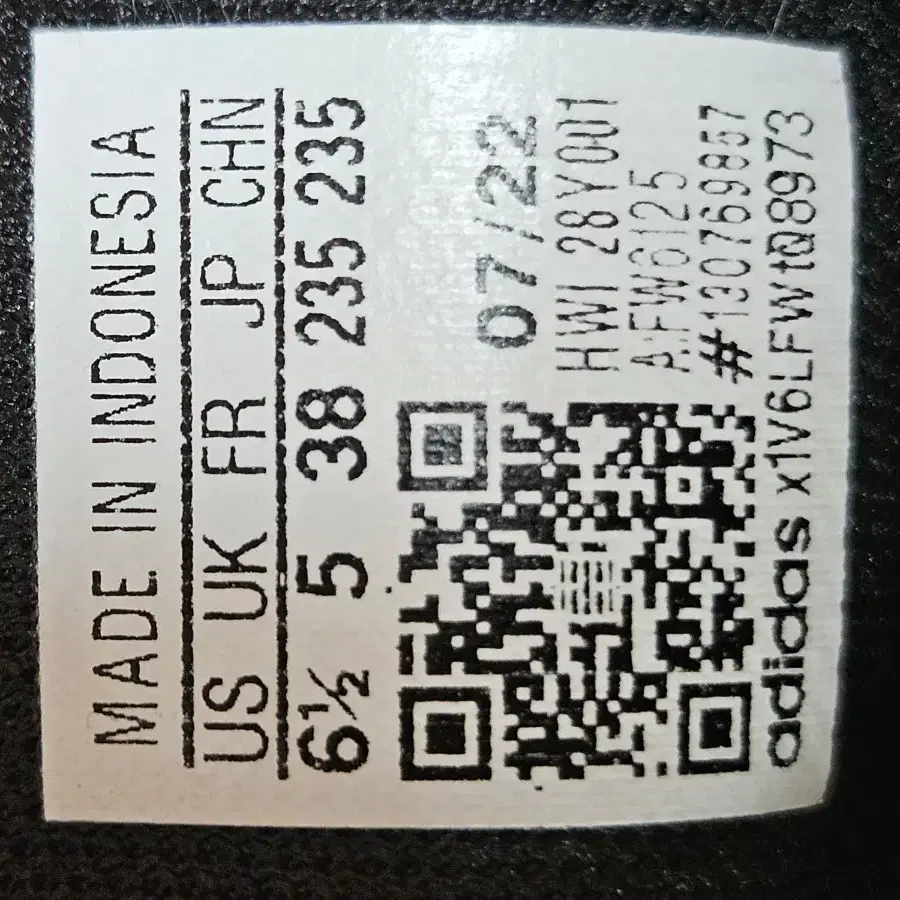 MADE IN INDONESIA
US UK FR JP CHN
6½ 5 38 235 235
07/22
HWI 28Y001
A:FW6125
#130769857
adidas x1V6LFWtQ8973